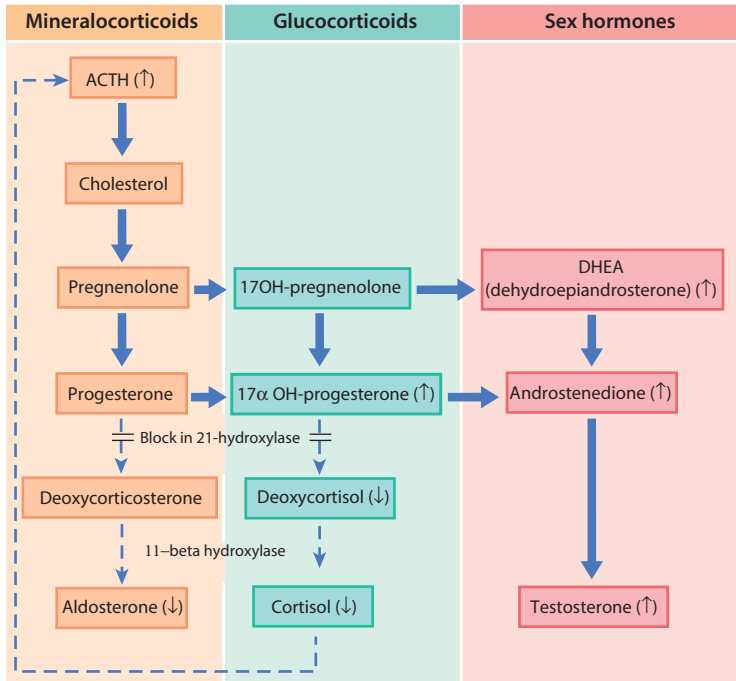 Mineralocorticoids
Glucocorticoids
Sex hormones
ACTH (↑)
Cholesterol
Pregnenolone
17OH-pregnenolone
DHEA
(dehydroepiandrosterone) (↑)
Progesterone
17α OH-progesterone (↑)
Androstenedione (↑)
Block in 21-hydroxylase
Deoxycorticosterone
Deoxycortisol (↓)
11–beta hydroxylase
Aldosterone (↓)
Cortisol (↓)
Testosterone (↑)